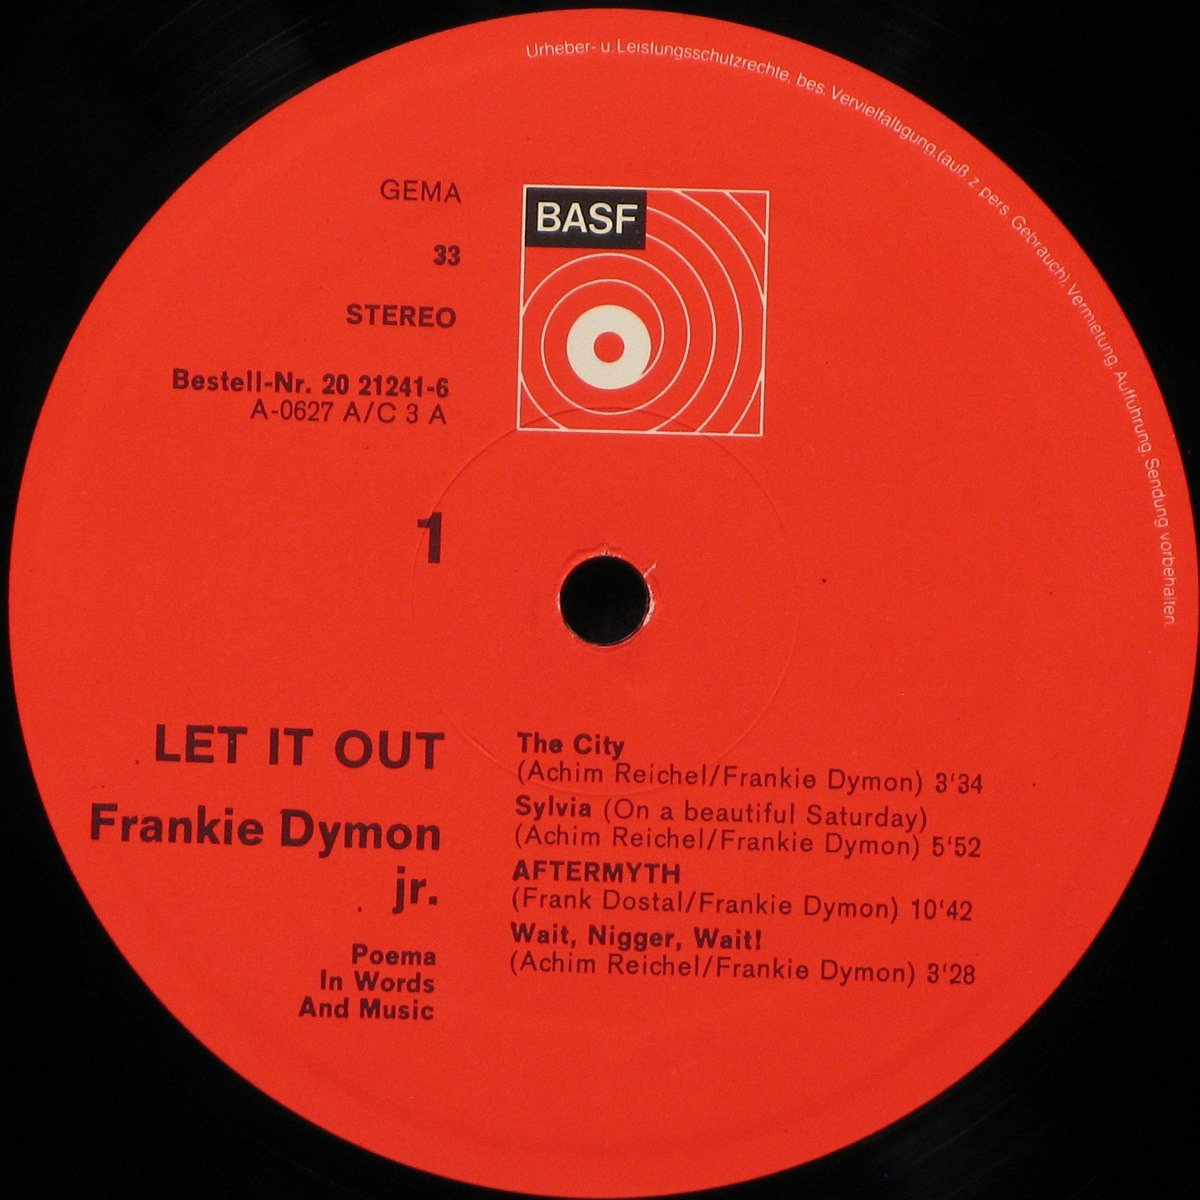 Urheber- u. Leistungsschutzrechte, bes. Vervielfältigung (auß. z. pers. Gebrauch), Vermietung, Aufführung, Sendung vorbehalten.
GEMA
BASF
33
STEREO
Bestell-Nr. 20 21241-6
A-0627 A/C 3 A
1
LET IT OUT
Frankie Dymon
jr.
Poema
In Words
And Music
The City
(Achim Reichel/Frankie Dymon) 3'34
Sylvia (On a beautiful Saturday)
(Achim Reichel/Frankie Dymon) 5'52
AFTERMYTH
(Frank Dostal/Frankie Dymon) 10'42
Wait, Nigger, Wait!
(Achim Reichel/Frankie Dymon) 3'28